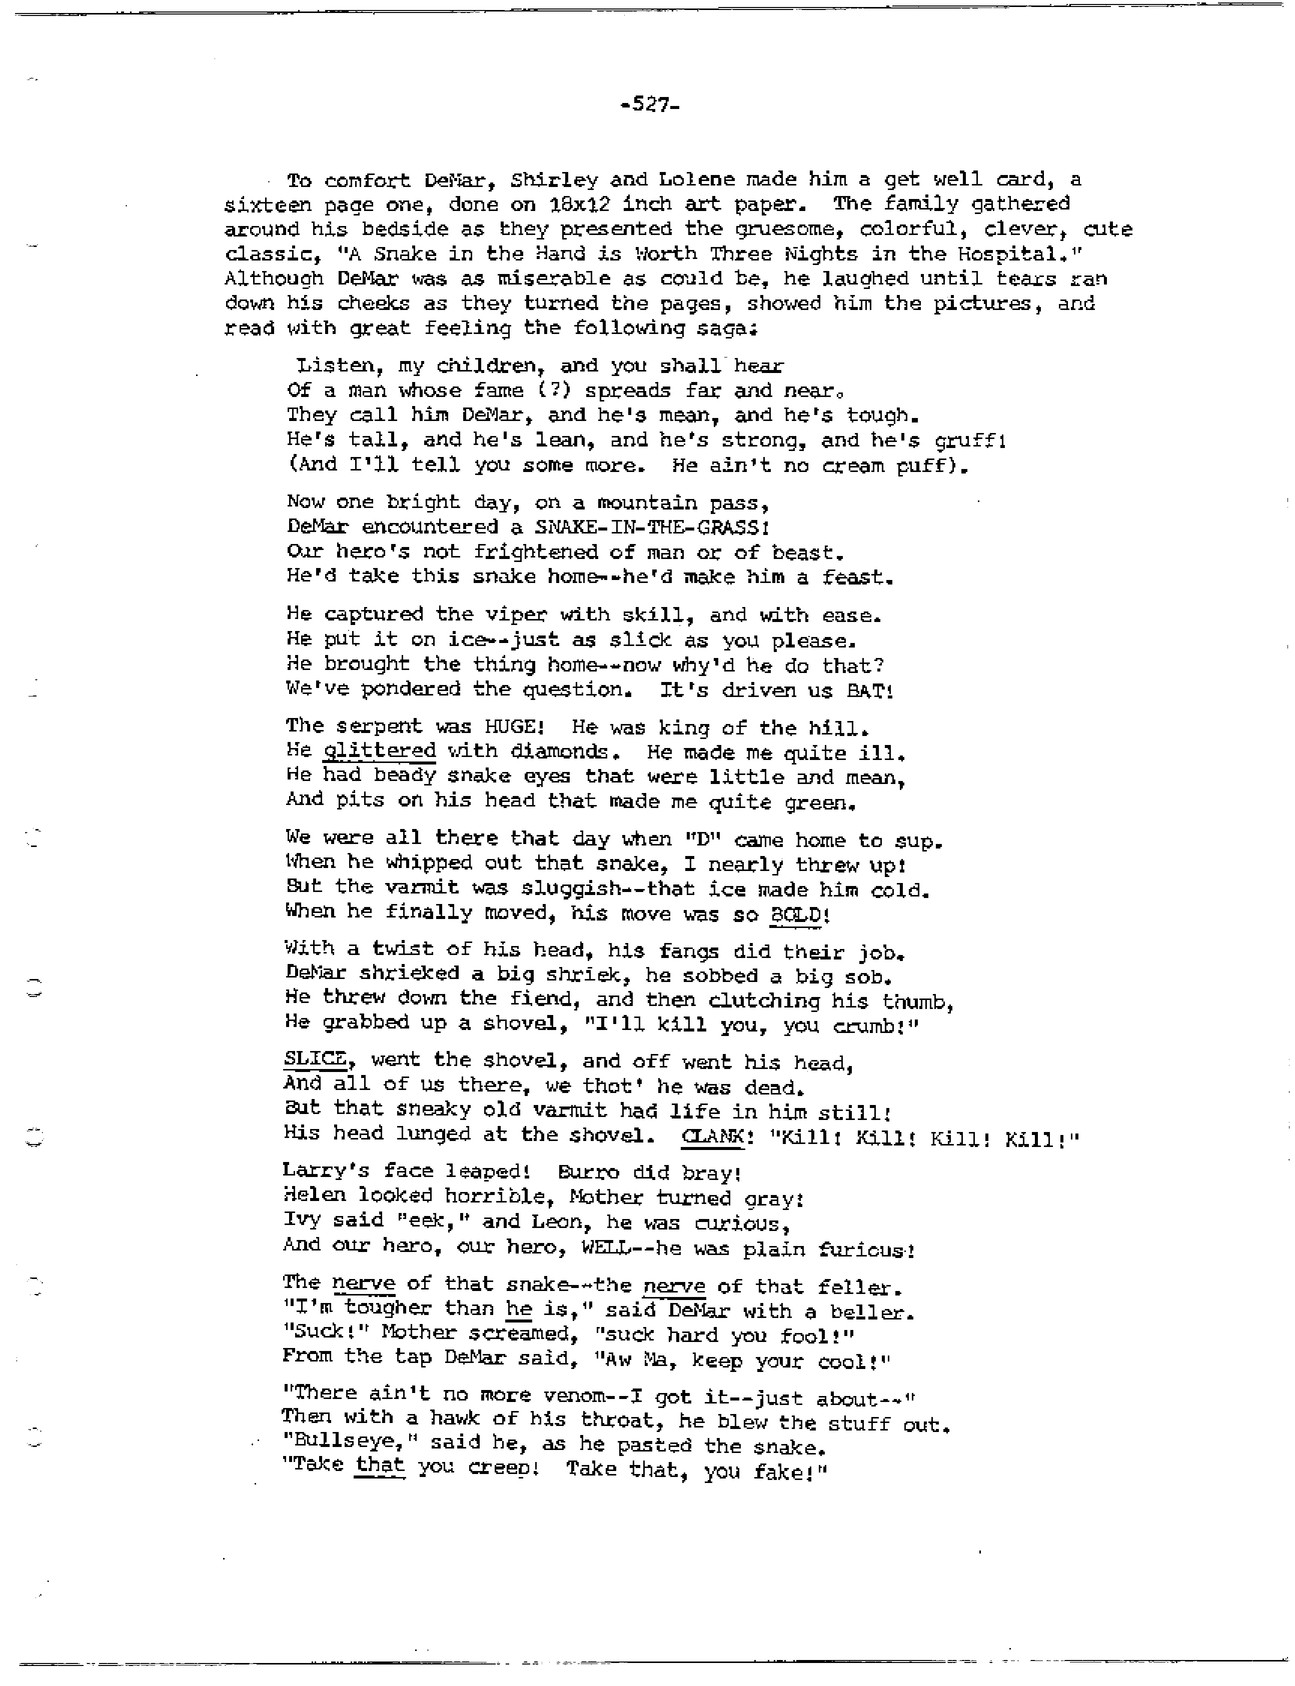 -527-
To comfort DeMar, Shirley and Lolene made him a get well card, a
sixteen page one, done on 18x12 inch art paper. The family gathered
around his bedside as they presented the gruesome, colorful, clever, cute
classic, "A Snake in the Hand is Worth Three Nights in the Hospital."
Although DeMar was as miserable as could be, he laughed until tears ran
down his cheeks as they turned the pages, showed him the pictures, and
read with great feeling the following saga:
Listen, my children, and you shall hear
Of a man whose fame (?) spreads far and near.
They call him DeMar, and he's mean, and he's tough.
He's tall, and he's lean, and he's strong, and he's gruff!
(And I'll tell you some more. He ain't no cream puff).
Now one bright day, on a mountain pass,
DeMar encountered a SNAKE-IN-THE-GRASS!
Our hero's not frightened of man or of beast.
He'd take this snake home--he'd make him a feast.
He captured the viper with skill, and with ease.
He put it on ice--just as slick as you please.
He brought the thing home--now why'd he do that?
We've pondered the question. It's driven us BAT!
The serpent was HUGE! He was king of the hill.
He glittered with diamonds. He made me quite ill.
He had beady snake eyes that were little and mean,
And pits on his head that made me quite green.
We were all there that day when "D" came home to sup.
When he whipped out that snake, I nearly threw up!
But the varmit was sluggish--that ice made him cold.
When he finally moved, his move was so BOLD!
With a twist of his head, his fangs did their job.
DeMar shrieked a big shriek, he sobbed a big sob.
He threw down the fiend, and then clutching his thumb,
He grabbed up a shovel, "I'll kill you, you crumb!"
SLICE, went the shovel, and off went his head,
And all of us there, we thot' he was dead.
But that sneaky old varmit had life in him still!
His head lunged at the shovel. CLANK! "Kill! Kill! Kill! Kill!"
Larry's face leaped! Burro did bray!
Helen looked horrible, Mother turned gray!
Ivy said "eek," and Leon, he was curious,
And our hero, our hero, WELL--he was plain furious!
The nerve of that snake--the nerve of that feller.
"I'm tougher than he is," said DeMar with a beller.
"Suck!" Mother screamed, "suck hard you fool!"
From the tap DeMar said, "Aw Ma, keep your cool!"
"There ain't no more venom--I got it--just about--"
Then with a hawk of his throat, he blew the stuff out.
"Bullseye," said he, as he pasted the snake.
"Take that you creep! Take that, you fake!"